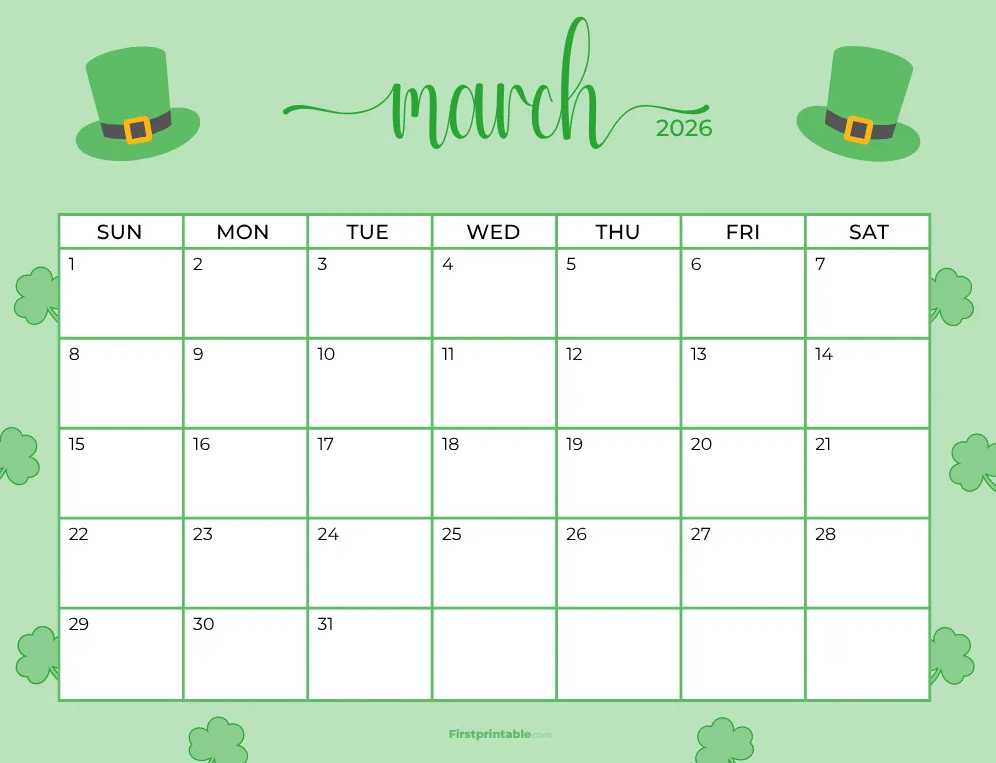 march
2026
SUN MON TUE WED THU FRI SAT
1 2 3 4 5 6 7
8 9 10 11 12 13 14
15 16 17 18 19 20 21
22 23 24 25 26 27 28
29 30 31
Firstprintable.com